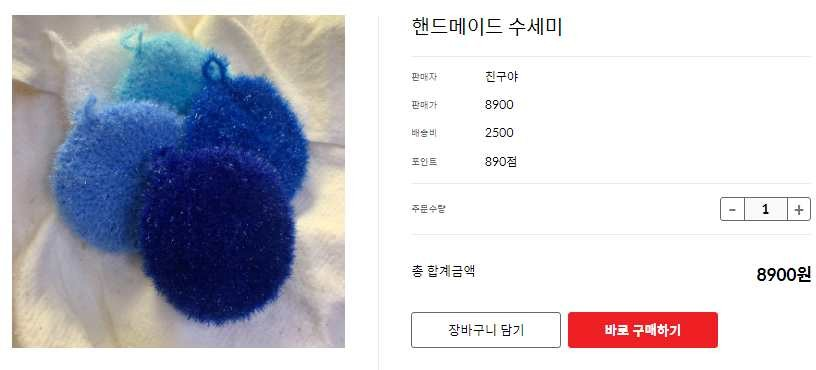 핸드메이드 수세미
판매자 친구야
판매가 8900
배송비 2500
포인트 890점
주문수량 - 1 +
총 합계금액 8900원
장바구니 담기 바로 구매하기